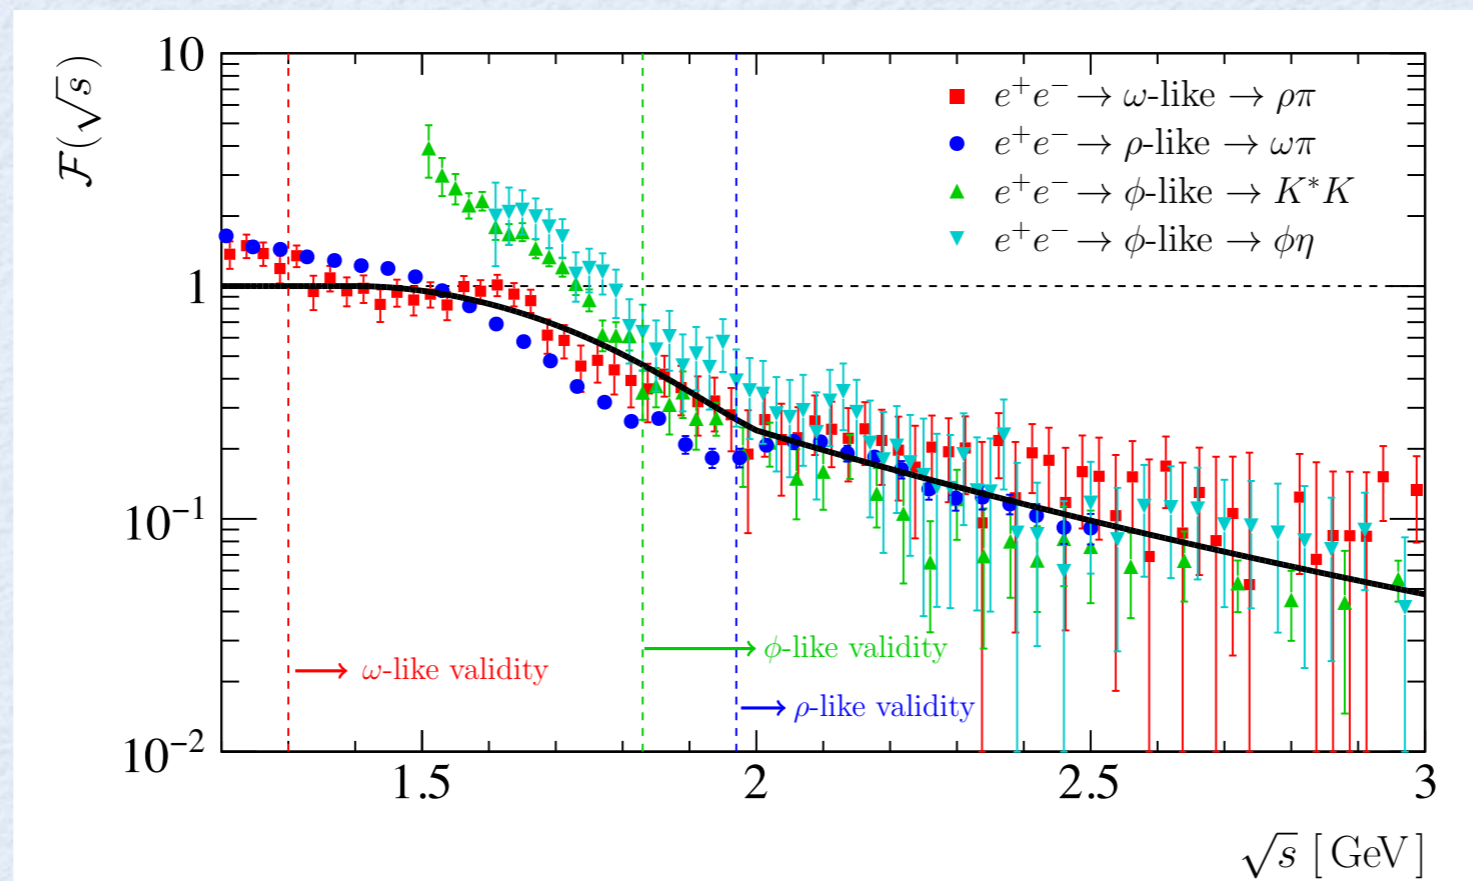 F(√s)
10
1
10⁻¹
10⁻²
e⁺e⁻ → ω-like → ρπ
e⁺e⁻ → ρ-like → ωπ
e⁺e⁻ → ϕ-like → K*K
e⁺e⁻ → ϕ-like → ϕη
ϕ-like validity
ω-like validity
ρ-like validity
1.5 2 2.5 3
√s [GeV]